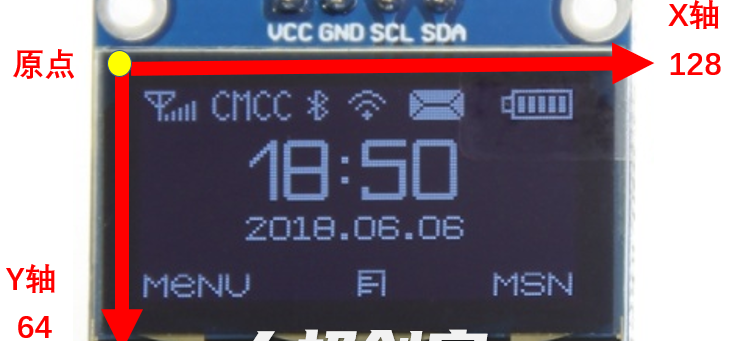 X轴
VCC GND SCL SDA
原点
128
CMCC
18:50
2018.06.06
Y轴
MeNU
MSN
64